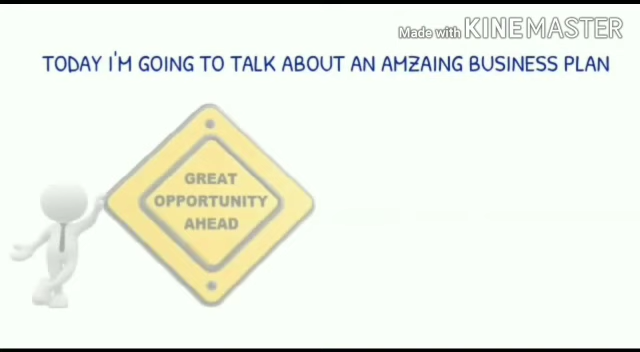 Made with KINEMASTER
TODAY I'M GOING TO TALK ABOUT AN AMZAING BUSINESS PLAN
GREAT
OPPORTUNITY
AHEAD